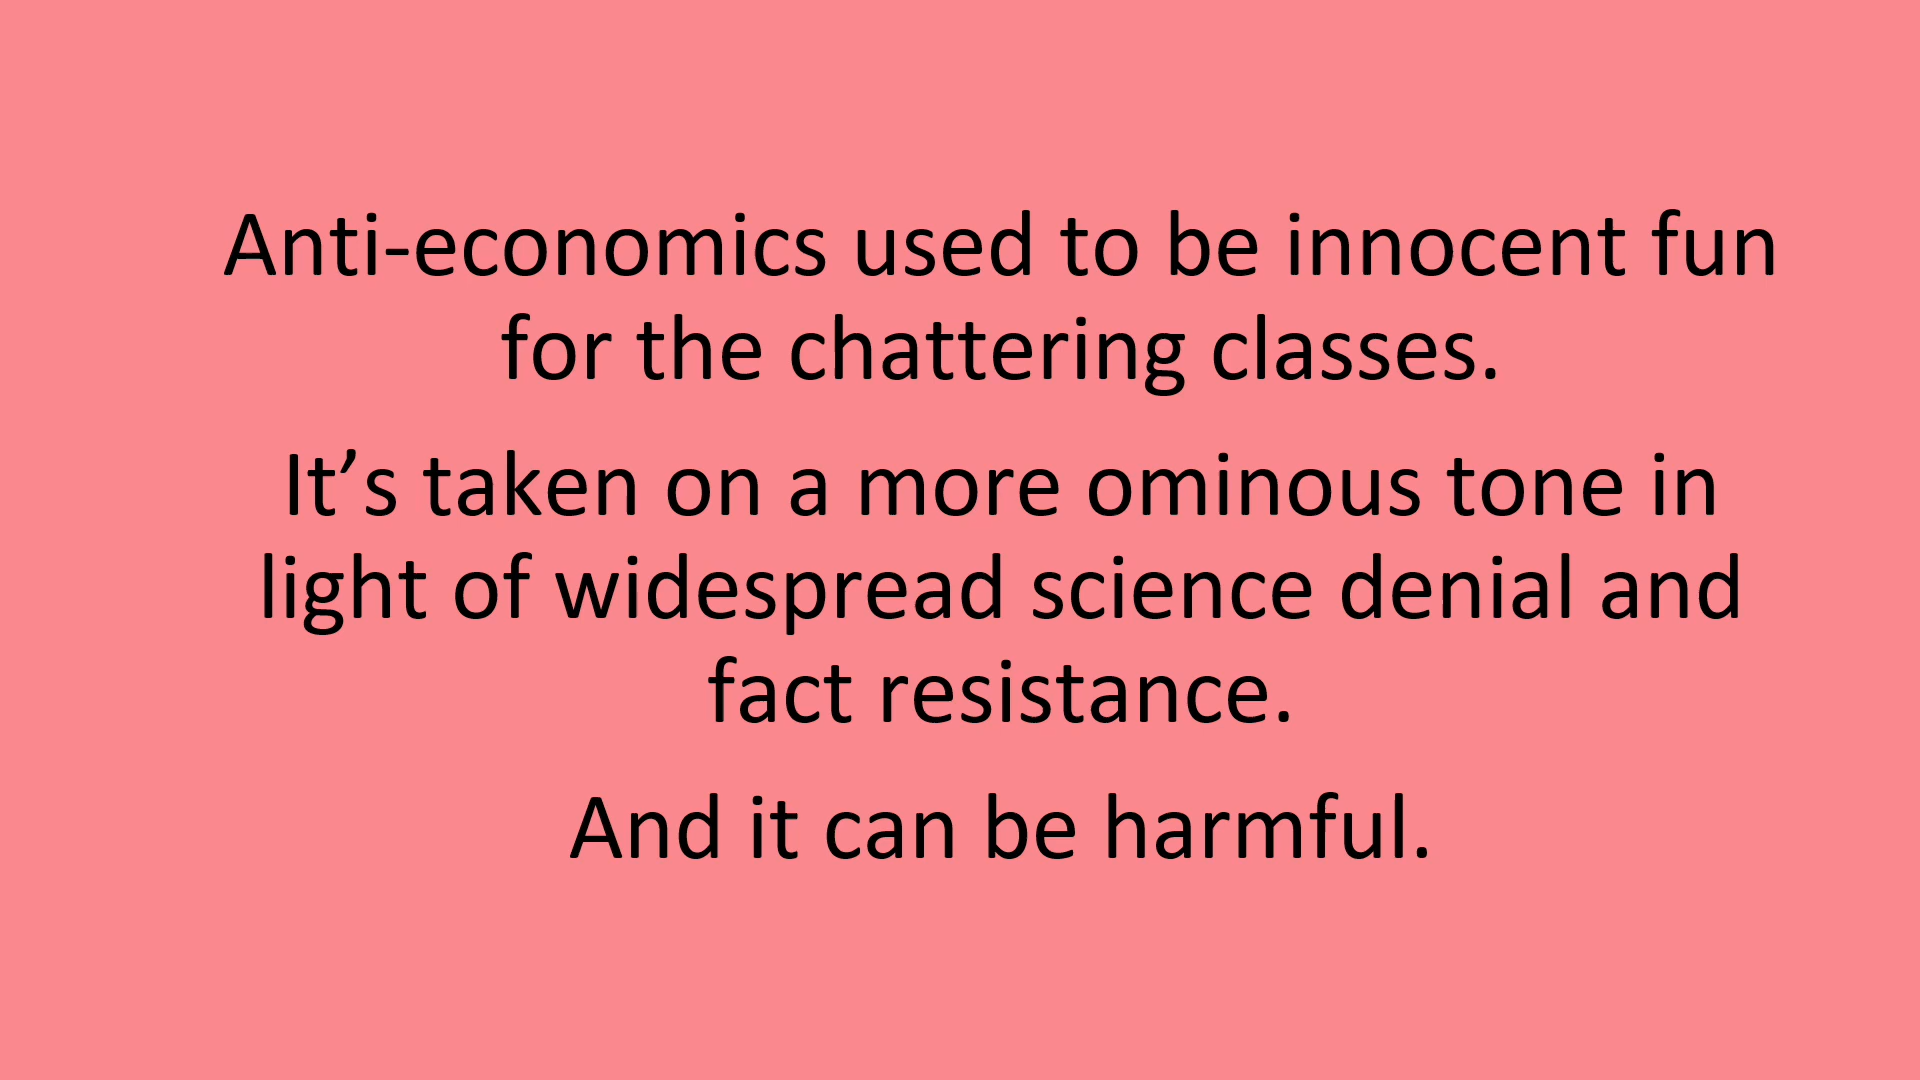 Anti-economics used to be innocent fun
for the chattering classes.
It’s taken on a more ominous tone in
light of widespread science denial and
fact resistance.
And it can be harmful.